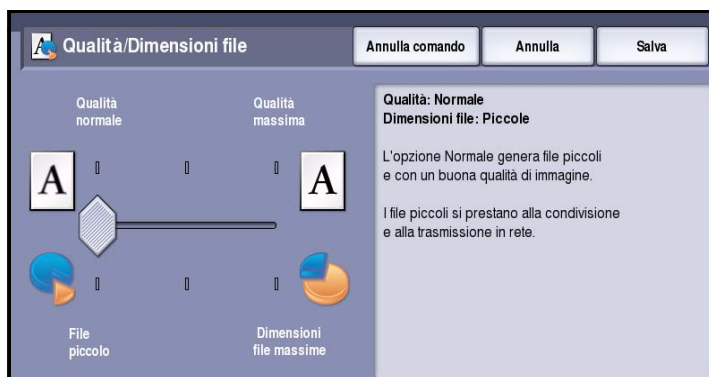 Qualità/Dimensioni file
Annulla comando
Annulla
Salva
Qualità
normale
Qualità
massima
A
A
File
piccolo
Dimensioni
file massime
Qualità: Normale
Dimensioni file: Piccole
L'opzione Normale genera file piccoli
e con un buona qualità di immagine.
I file piccoli si prestano alla condivisione
e alla trasmissione in rete.